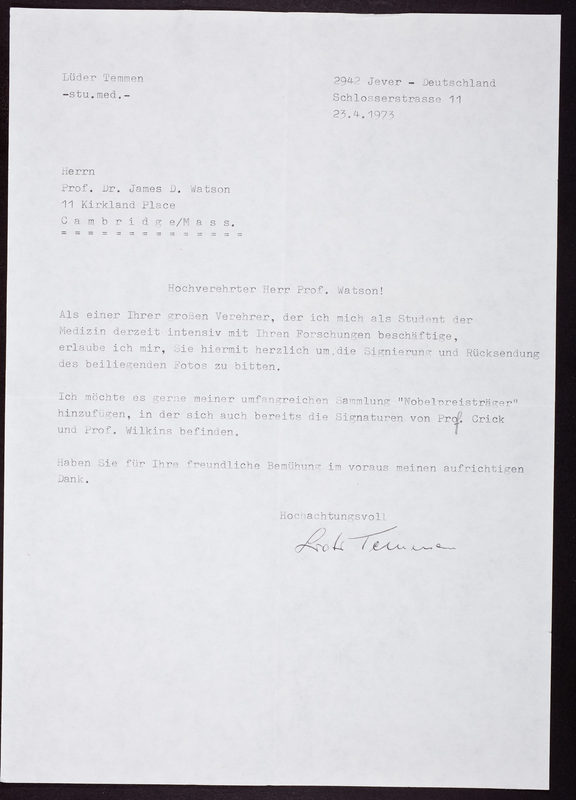 Lüder Temmen
-stu.med.-
2942 Jever - Deutschland
Schlosserstrasse 11
23.4.1973
Herrn
Prof. Dr. James D. Watson
11 Kirkland Place
C a m b r i d g e/M a s s.
= = = = = = = = = = = = = =
Hochverehrter Herr Prof. Watson!
Als einer Ihrer großen Verehrer, der ich mich als Student der
Medizin derzeit intensiv mit Ihren Forschungen beschäftige,
erlaube ich mir, Sie hiermit herzlich um.die Signierung und Rücksendung
des beiliegenden Fotos zu bitten.
Ich möchte es gerne meiner umfangreichen Sammlung "Nobelpreisträger"
hinzufügen, in der sich auch bereits die Signaturen von Prof. Crick
und Prof. Wilkins befinden.
Haben Sie für Ihre freundliche Bemühung im voraus meinen aufrichtigen
Dank.
Hochachtungsvoll
Lüder Temmen